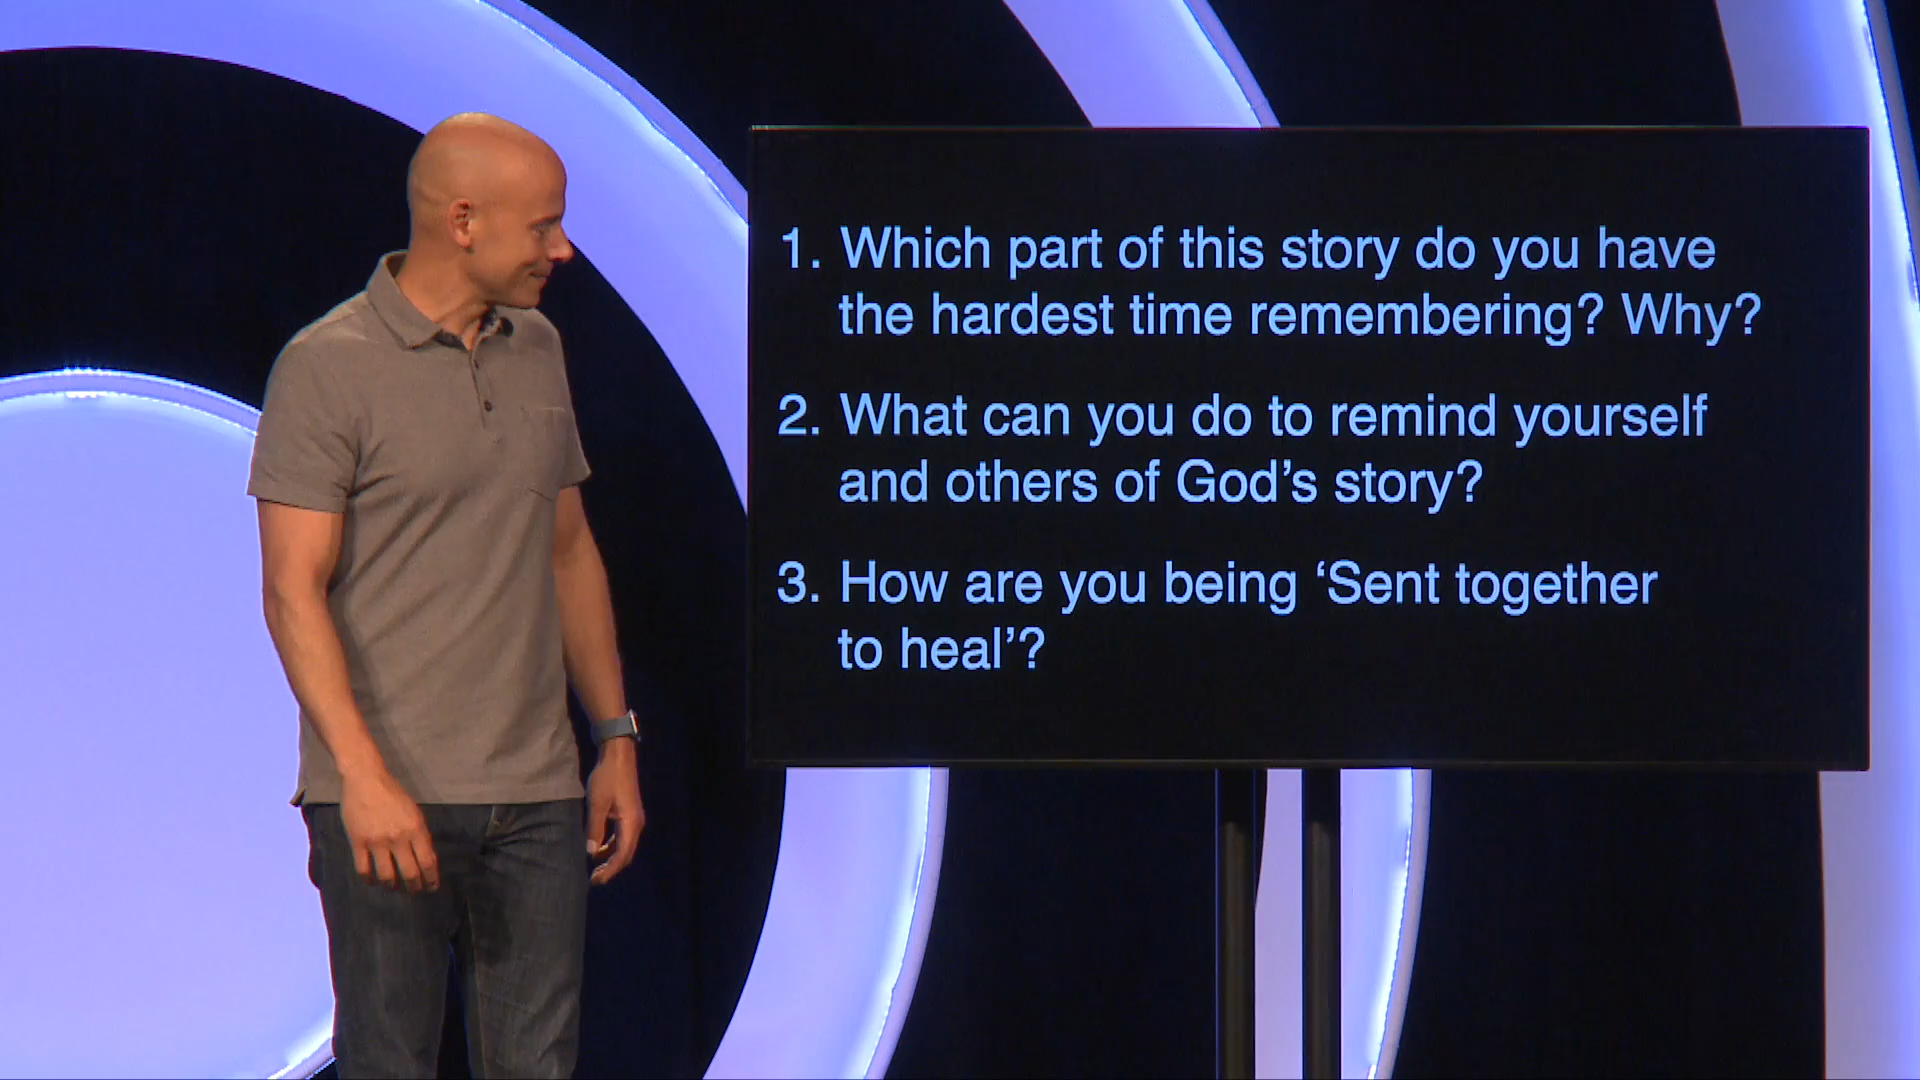 1. Which part of this story do you have
the hardest time remembering? Why?
2. What can you do to remind yourself
and others of God’s story?
3. How are you being ‘Sent together
to heal’?